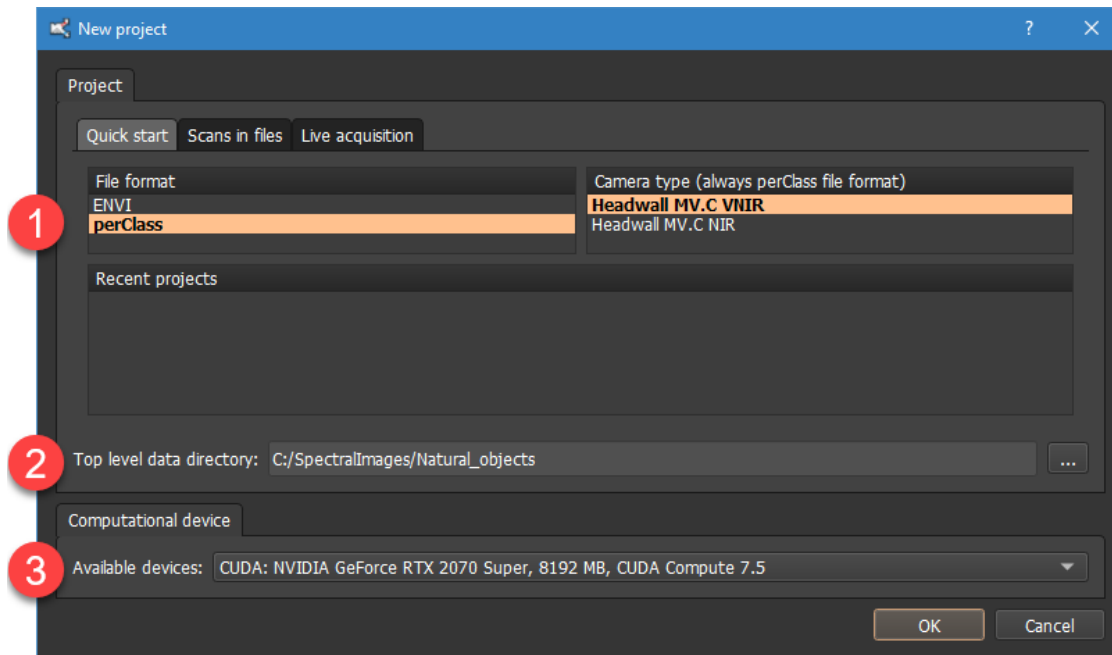 New project
?
Project
Quick start
Scans in files
Live acquisition
File format
ENVI
perClass
Camera type (always perClass file format)
Headwall MV.C VNIR
Headwall MV.C NIR
1
Recent projects
2
Top level data directory: C:/SpectralImages/Natural_objects
...
Computational device
3
Available devices: CUDA: NVIDIA GeForce RTX 2070 Super, 8192 MB, CUDA Compute 7.5
OK
Cancel